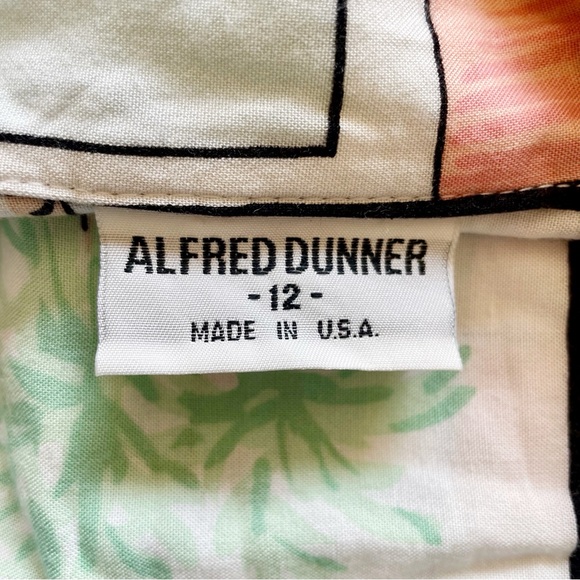 ALFRED DUNNER
- 12 -
MADE IN U.S.A.